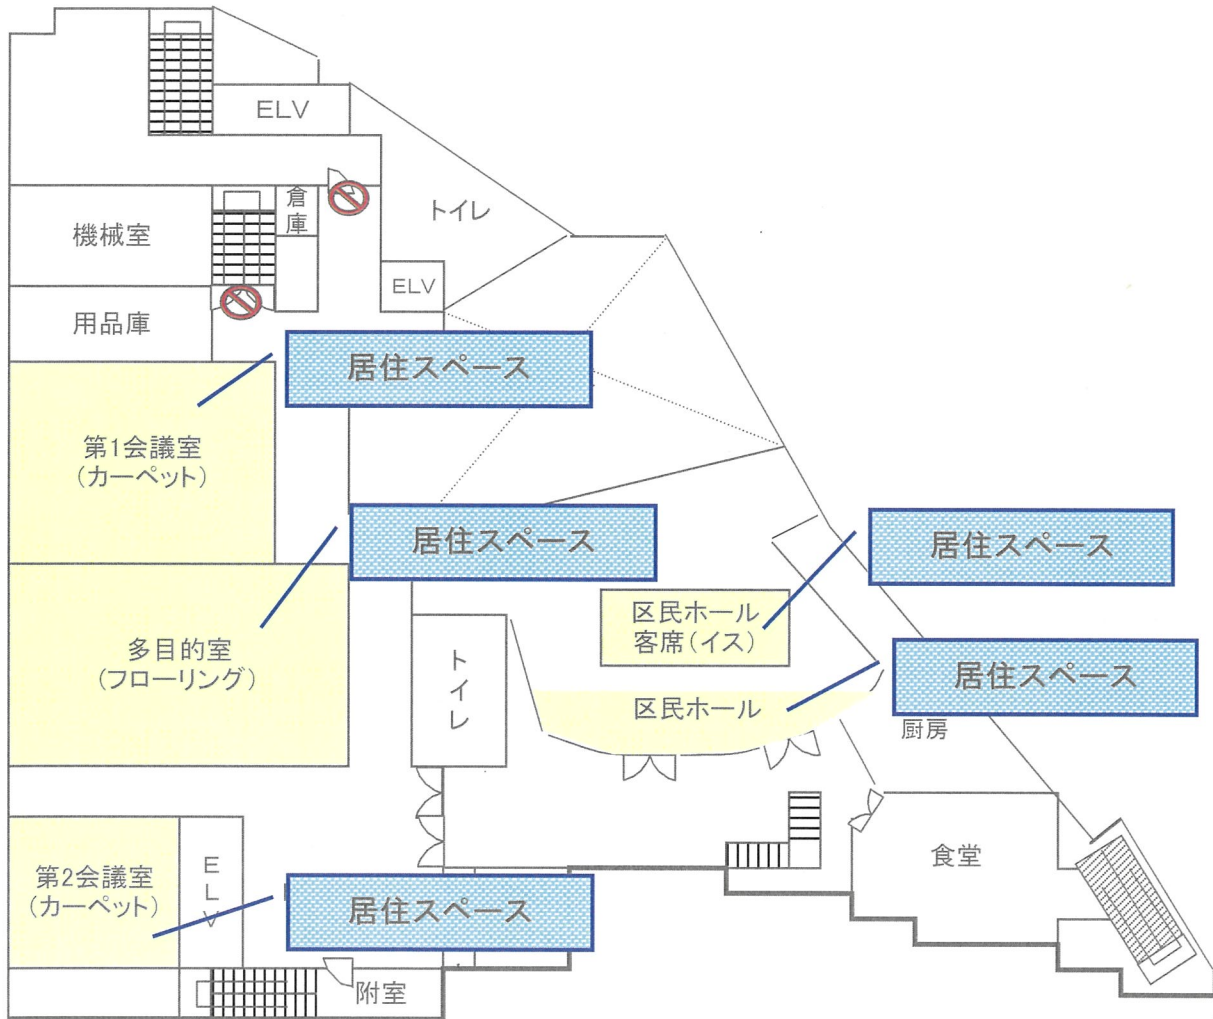 ELV
倉
庫
トイレ
機械室
ELV
用品庫
居住スペース
第1会議室
(カーペット)
居住スペース
居住スペース
区民ホール
客席(イス)
多目的室
(フローリング)
トイレ
居住スペース
区民ホール
厨房
食堂
第2会議室
(カーペット)
ELV
居住スペース
附室